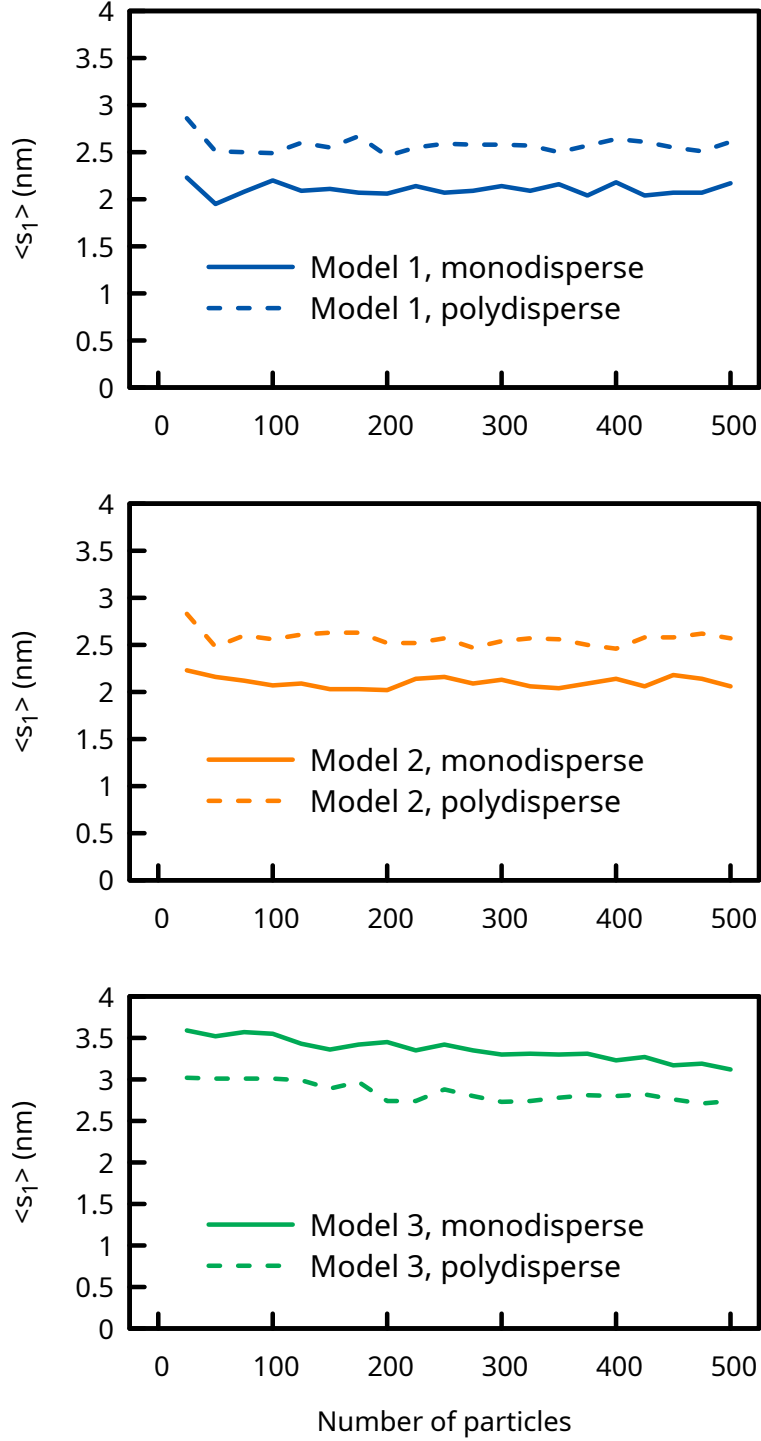 4
3.5
3
2.5
2
1.5
1
0.5
0
<s1> (nm)
Model 1, monodisperse
Model 1, polydisperse
0 100 200 300 400 500
4
3.5
3
2.5
2
1.5
1
0.5
0
<s1> (nm)
Model 2, monodisperse
Model 2, polydisperse
0 100 200 300 400 500
4
3.5
3
2.5
2
1.5
1
0.5
0
<s1> (nm)
Model 3, monodisperse
Model 3, polydisperse
0 100 200 300 400 500
Number of particles